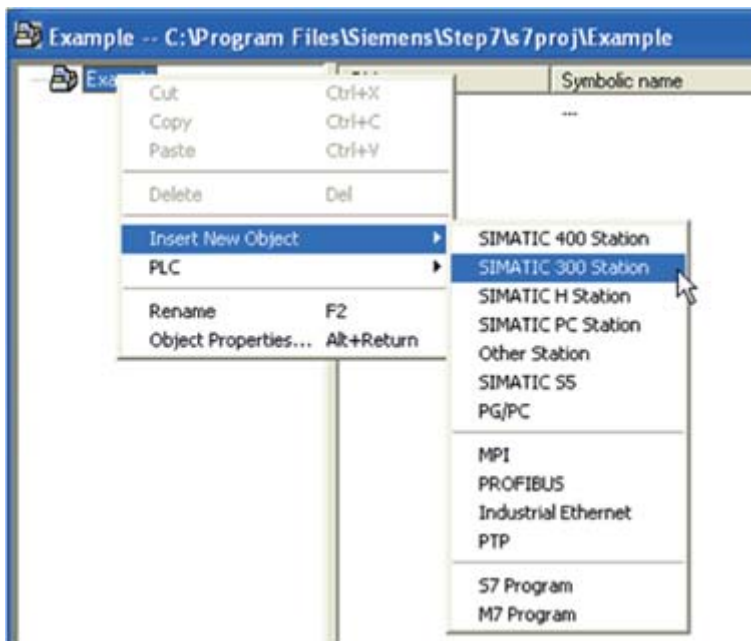 Example -- C:\Program Files\Siemens\Step7\s7proj\Example
Symbolic name
...
Cut Ctrl+X
Copy Ctrl+C
Paste Ctrl+V
Delete Del
Insert New Object
PLC
Rename F2
Object Properties... Alt+Return
SIMATIC 400 Station
SIMATIC 300 Station
SIMATIC H Station
SIMATIC PC Station
Other Station
SIMATIC S5
PG/PC
MPI
PROFIBUS
Industrial Ethernet
PTP
S7 Program
M7 Program